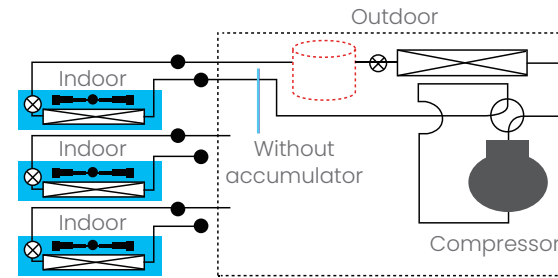 Outdoor
Indoor
Indoor
Without
accumulator
Indoor
Compressor